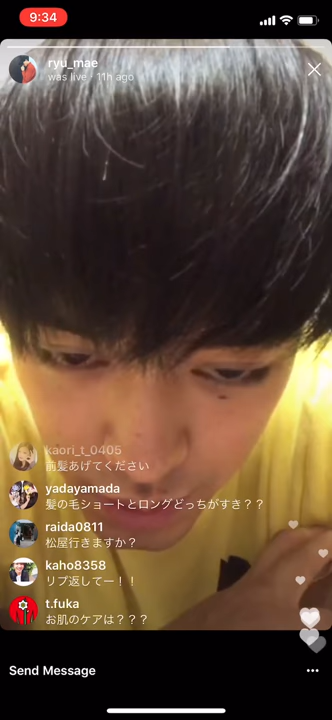 9:34
ryu_mae
was live · 11h ago
kaori_t_0405
前髪あげてください
yadayamada
髪の毛ショートとロングどっちがすき？？
raida0811
松屋行きますか？
kaho8358
リプ返してー！！
t.fuka
お肌のケアは？？？
Send Message